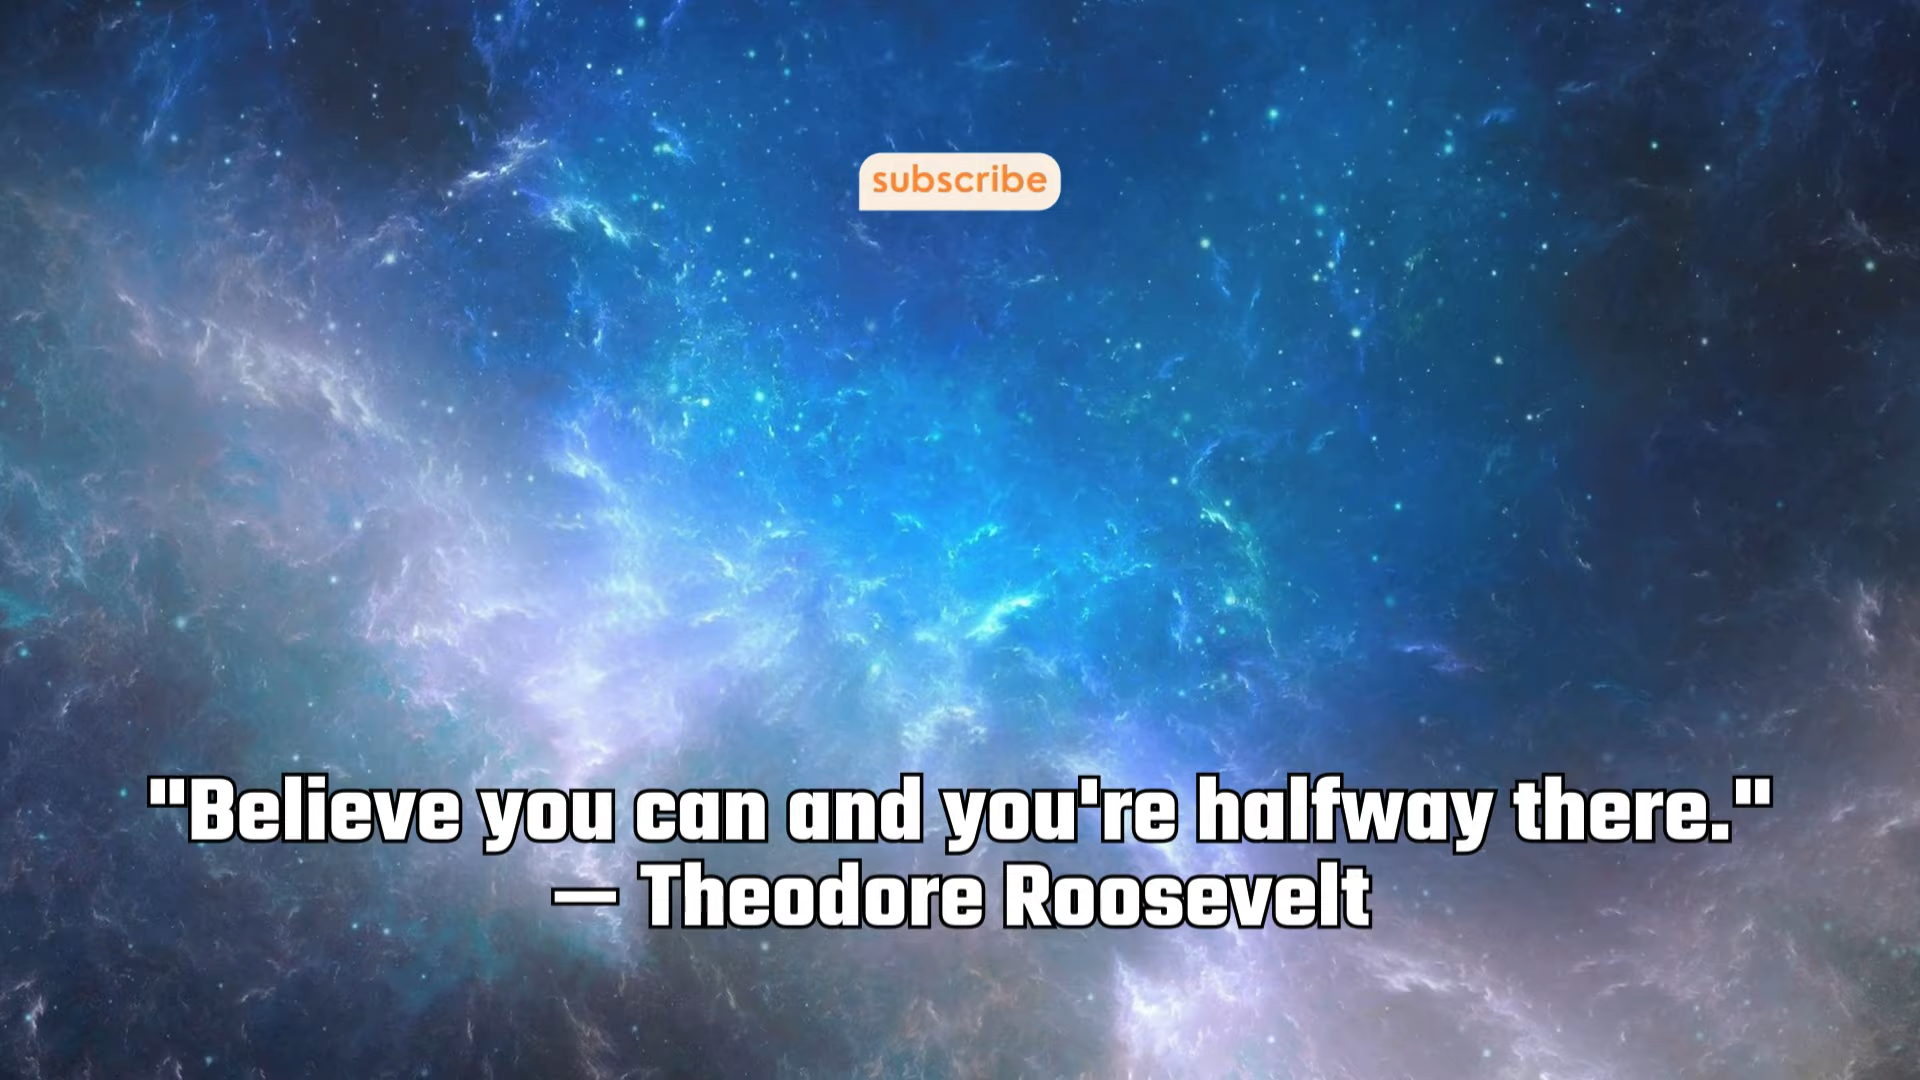 subscribe
"Believe you can and you're halfway there."
— Theodore Roosevelt